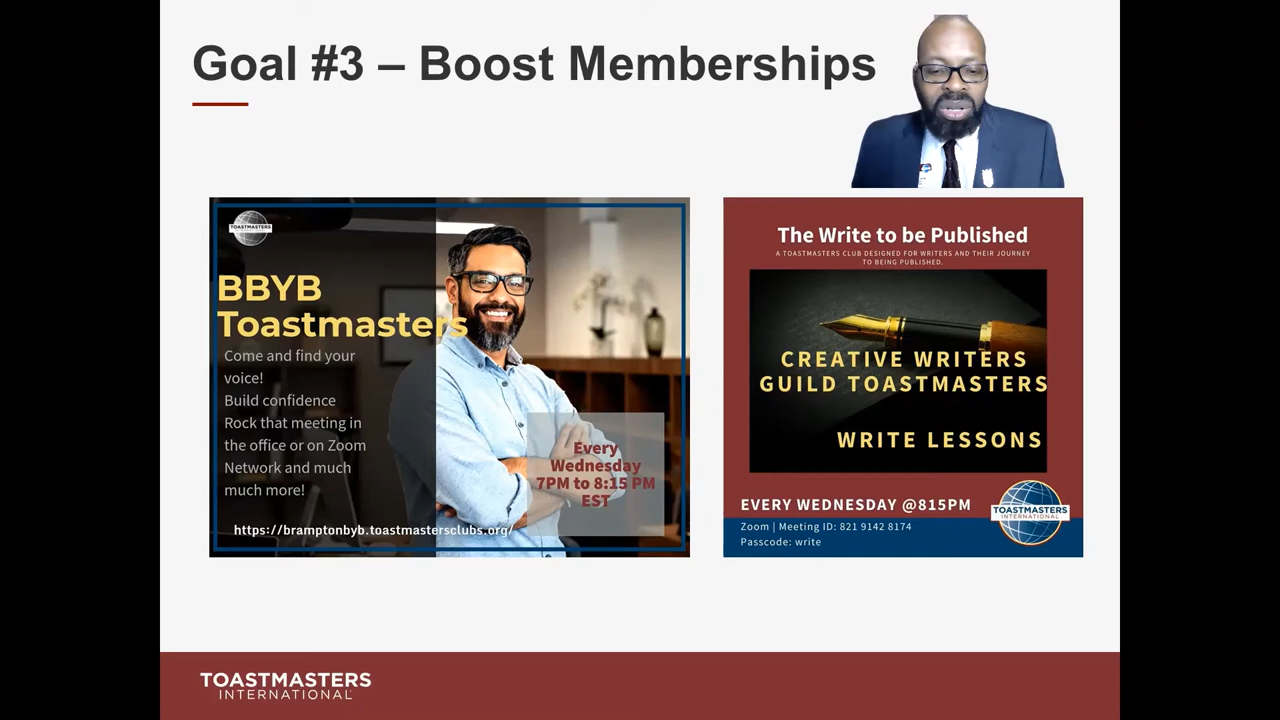 Goal #3 – Boost Memberships
TOASTMASTERS
INTERNATIONAL
BBYB
Toastmasters
Come and find your
voice!
Build confidence
Rock that meeting in
the office or on Zoom
Network and much
much more!
Every
Wednesday
7PM to 8:15 PM
EST
https://bramptonbyb.toastmastersclubs.org/
The Write to be Published
A TOASTMASTERS CLUB DESIGNED FOR WRITERS AND THEIR JOURNEY
TO BEING PUBLISHED.
CREATIVE WRITERS
GUILD TOASTMASTERS
WRITE LESSONS
EVERY WEDNESDAY @815PM
Zoom | Meeting ID: 821 9142 8174
Passcode: write
TOASTMASTERS
INTERNATIONAL
TOASTMASTERS
INTERNATIONAL